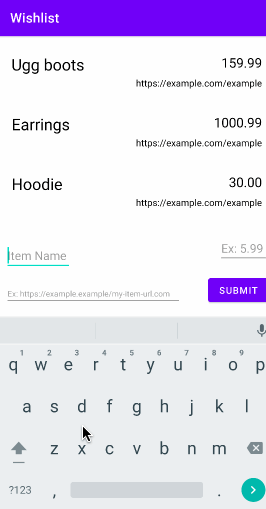 Wishlist
Ugg boots 159.99
https://example.com/example
Earrings 1000.99
https://example.com/example
Hoodie 30.00
https://example.com/example
Item Name Ex: 5.99
Ex: https://example.example/my-item-url.com SUBMIT
1 2 3 4 5 6 7 8 9 0
q w e r t y u i o p
a s d f g h j k l
z x c v b n m
?123 , .